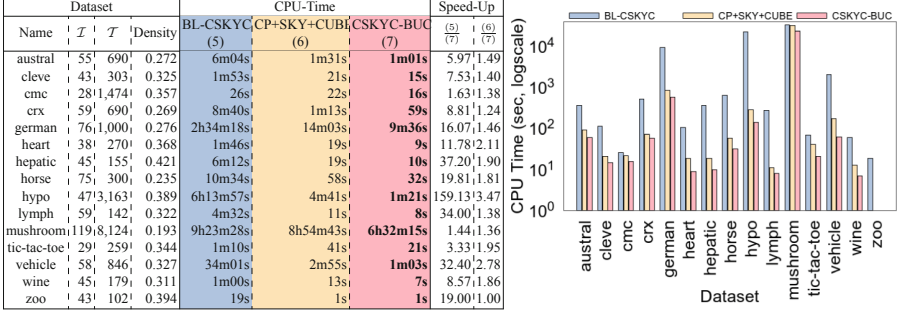 Dataset CPU-Time Speed-Up
Name I T Density BL-CSKYC (5) CP+SKY+CUBE (6) CSKYC-BUC (7) (5)/(7) (6)/(7)
austral 55 690 0.272 6m04s 1m31s 1m01s 5.97 1.49
cleve 43 303 0.325 1m53s 21s 15s 7.53 1.40
cmc 28 1,474 0.357 26s 22s 16s 1.63 1.38
crx 59 690 0.269 8m40s 1m13s 59s 8.81 1.24
german 76 1,000 0.276 2h34m18s 14m03s 9m36s 16.07 1.46
heart 38 270 0.368 1m46s 19s 9s 11.78 2.11
hepatic 45 155 0.421 6m12s 19s 10s 37.20 1.90
horse 75 300 0.235 10m34s 58s 32s 19.81 1.81
hypo 47 3,163 0.389 6h13m57s 4m41s 1m21s 159.13 3.47
lymph 59 142 0.322 4m32s 11s 8s 34.00 1.38
mushroom 119 8,124 0.193 9h23m28s 8h54m43s 6h32m15s 1.44 1.36
tic-tac-toe 29 259 0.344 1m10s 41s 21s 3.33 1.95
vehicle 58 846 0.327 34m01s 2m55s 1m03s 32.40 2.78
wine 45 179 0.311 1m00s 13s 7s 8.57 1.86
zoo 43 102 0.394 19s 1s 1s 19.00 1.00
BL-CSKYC CP+SKY+CUBE CSKYC-BUC
CPU Time (sec, logscale)
10^4
10^3
10^2
10^1
10^0
austral cleve cmc crx german heart hepatic horse hypo lymph mushroom tic-tac-toe vehicle wine zoo
Dataset